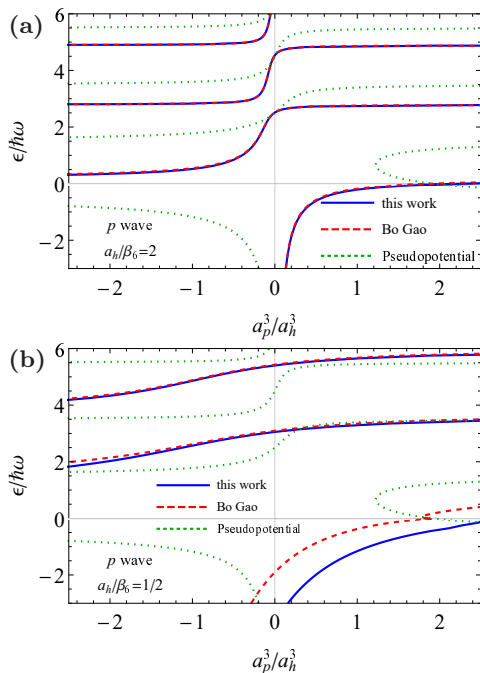 (a)
6
4
2
0
−2
ϵ/ħω
p wave
a_h/β_6=2
this work
Bo Gao
Pseudopotential
−2 −1 0 1 2
a_p^3/a_h^3
(b)
6
4
2
0
−2
ϵ/ħω
this work
Bo Gao
Pseudopotential
p wave
a_h/β_6=1/2
−2 −1 0 1 2
a_p^3/a_h^3